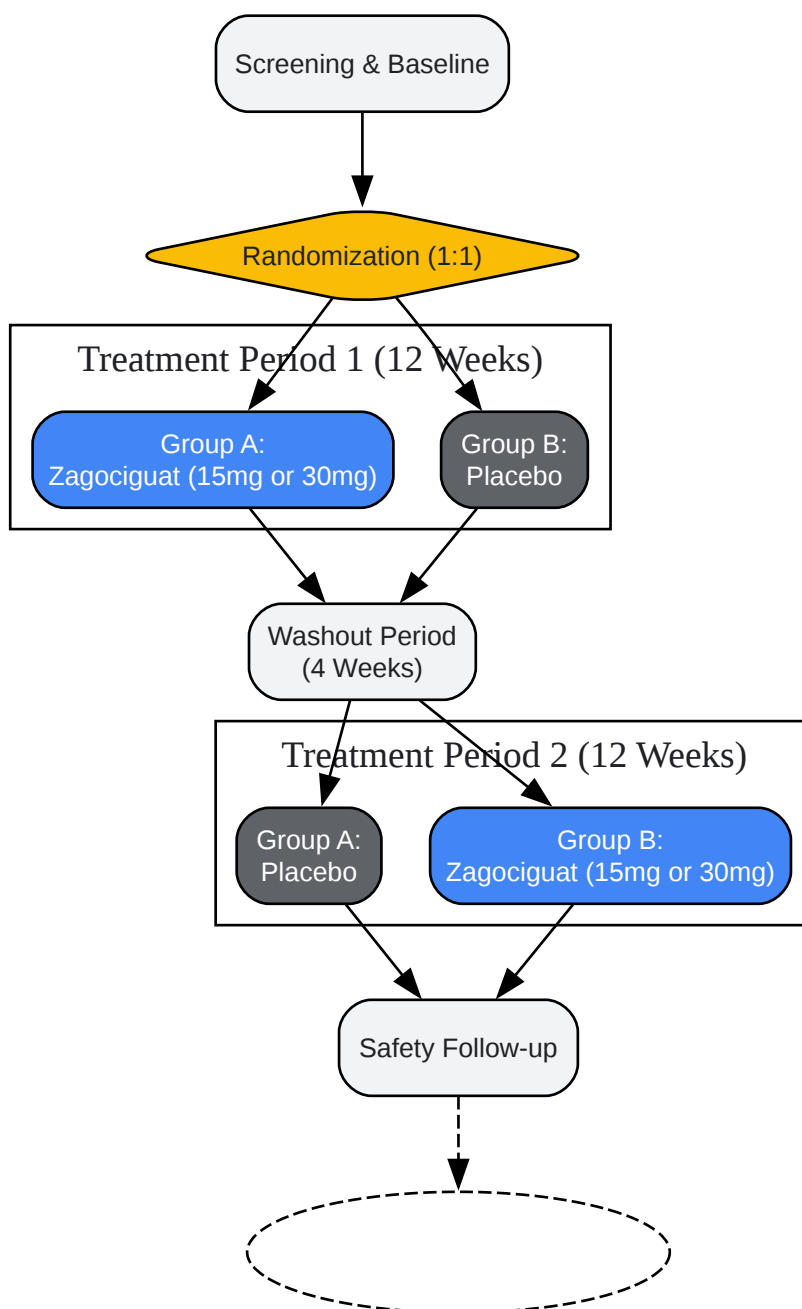 Screening & Baseline
Randomization (1:1)
Treatment Period 1 (12 Weeks)
Group A:
Zagociguat (15mg or 30mg)
Group B:
Placebo
Washout Period
(4 Weeks)
Treatment Period 2 (12 Weeks)
Group A:
Placebo
Group B:
Zagociguat (15mg or 30mg)
Safety Follow-up